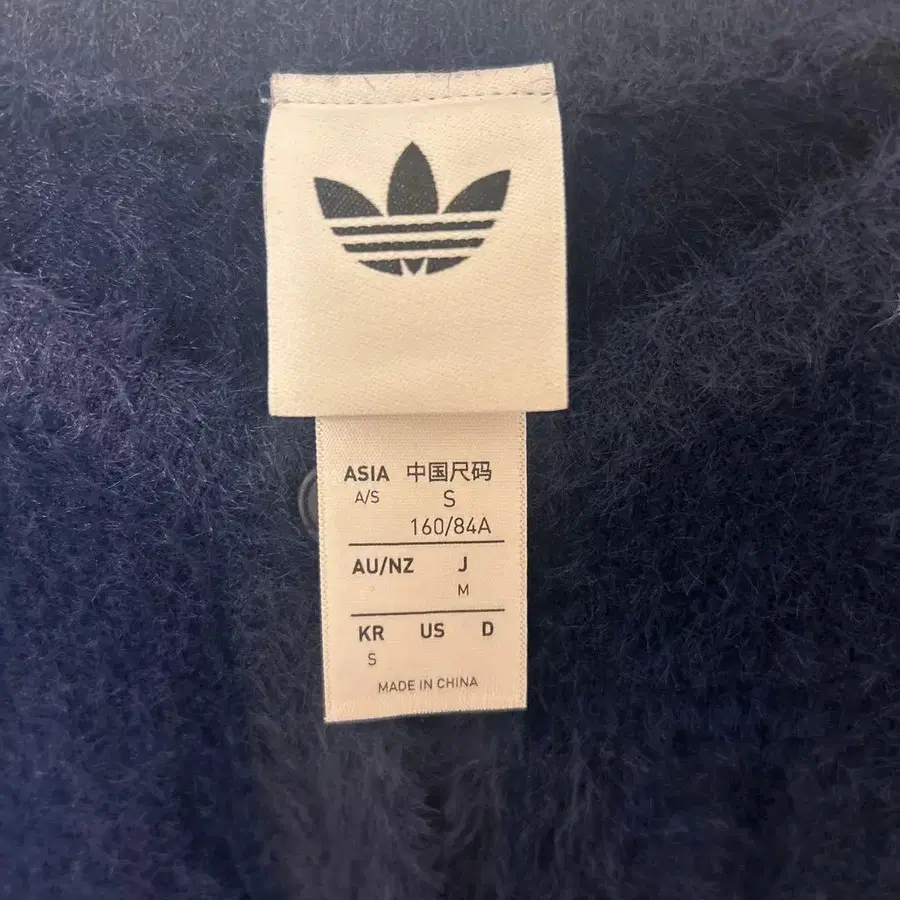 ASIA 中国尺码
A/S S
160/84A
AU/NZ J
M
KR US D
S
MADE IN CHINA